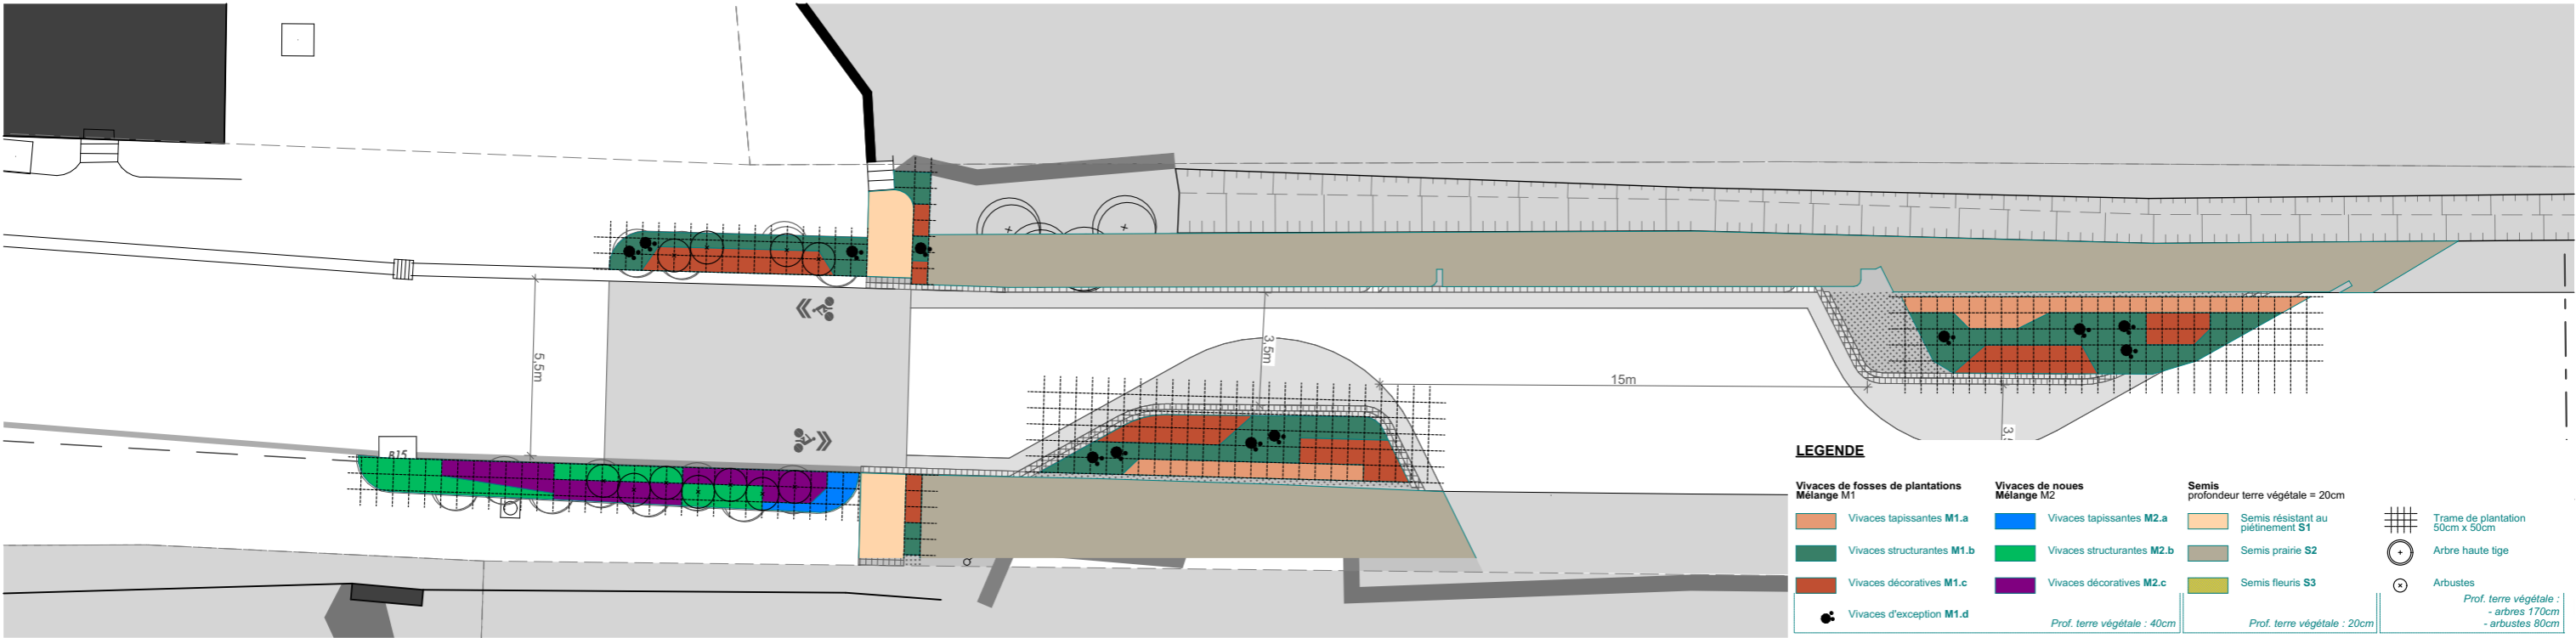 5,5m
3,5m
15m
B15
LEGENDE
Vivaces de fosses de plantations
Mélange M1
Vivaces tapissantes M1.a
Vivaces structurantes M1.b
Vivaces décoratives M1.c
Vivaces d'exception M1.d
Vivaces de noues
Mélange M2
Vivaces tapissantes M2.a
Vivaces structurantes M2.b
Vivaces décoratives M2.c
Prof. terre végétale : 40cm
Semis
profondeur terre végétale = 20cm
Semis résistant au
piétinement S1
Semis prairie S2
Semis fleuris S3
Prof. terre végétale : 20cm
Trame de plantation
50cm x 50cm
Arbre haute tige
Arbustes
Prof. terre végétale :
- arbres 170cm
- arbustes 80cm